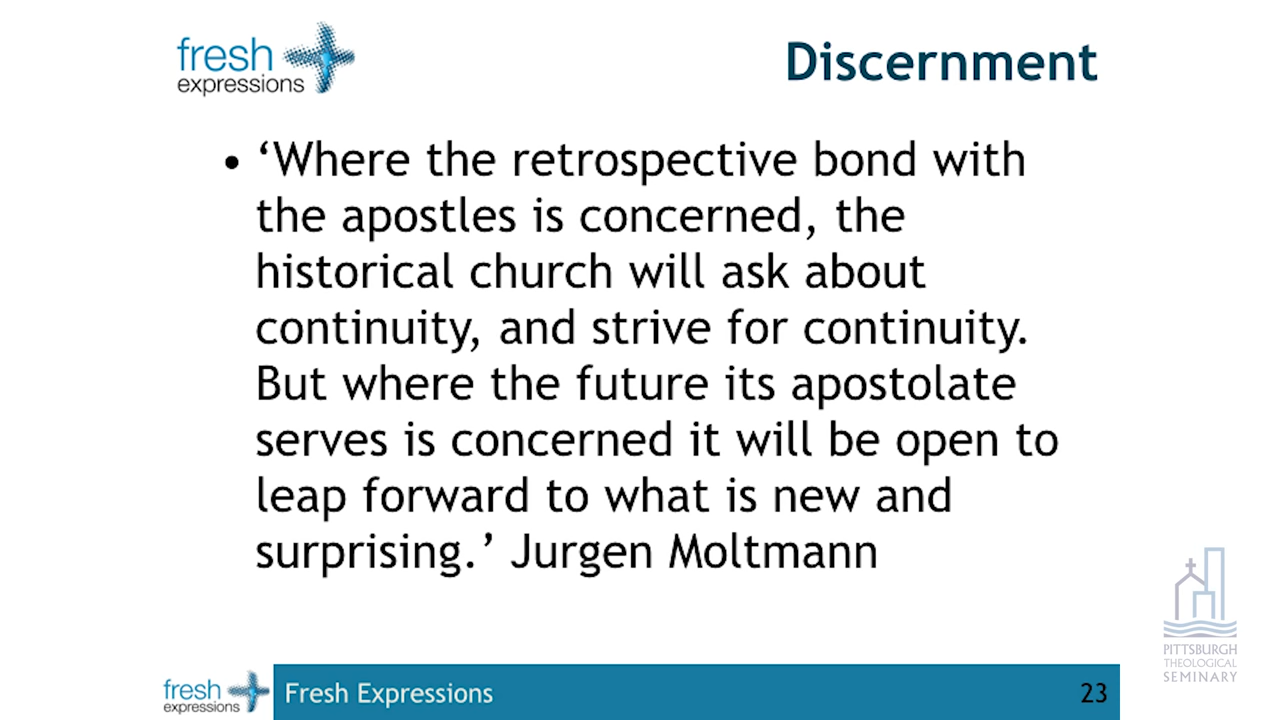 fresh
expressions
Discernment
• ‘Where the retrospective bond with
the apostles is concerned, the
historical church will ask about
continuity, and strive for continuity.
But where the future its apostolate
serves is concerned it will be open to
leap forward to what is new and
surprising.’ Jurgen Moltmann
PITTSBURGH
THEOLOGICAL
SEMINARY
fresh
expressions
Fresh Expressions
23